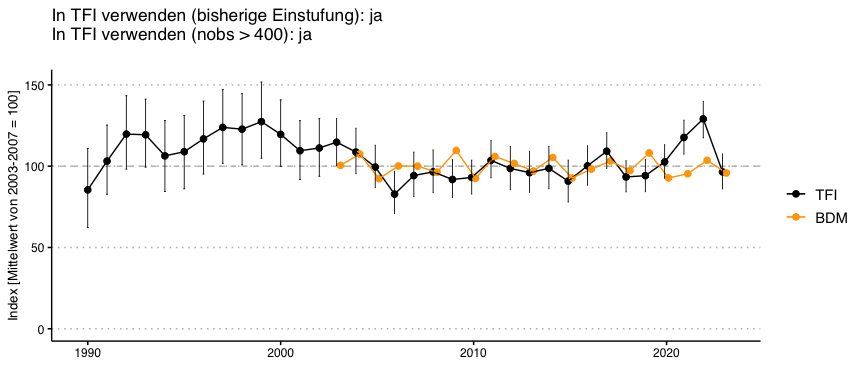 In TFI verwenden (bisherige Einstufung): ja
In TFI verwenden (nobs > 400): ja
Index [Mittelwert von 2003-2007 = 100]
150
100
50
0
1990
2000
2010
2020
TFI
BDM